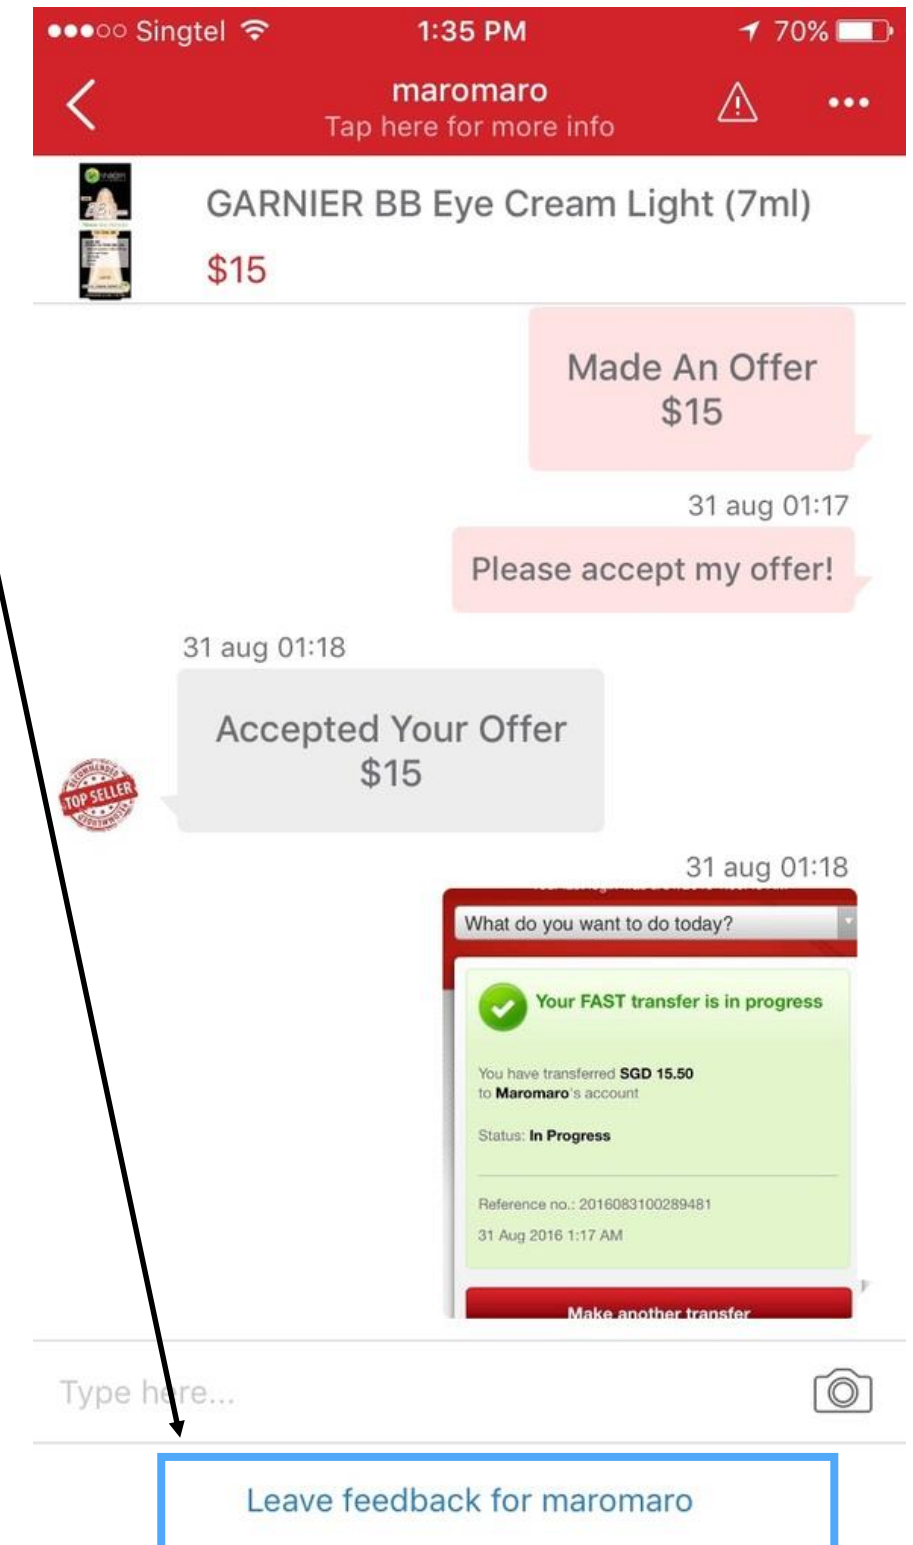 Singtel 1:35 PM 70%
maromaro
Tap here for more info
GARNIER BB Eye Cream Light (7ml)
$15
Made An Offer
$15
31 aug 01:17
Please accept my offer!
31 aug 01:18
Accepted Your Offer
$15
RECOMMENDED
TOP SELLER
RECOMMENDED
31 aug 01:18
What do you want to do today?
Your FAST transfer is in progress
You have transferred SGD 15.50
to Maromaro's account
Status: In Progress
Reference no.: 2016083100289481
31 Aug 2016 1:17 AM
Make another transfer
Type here...
Leave feedback for maromaro